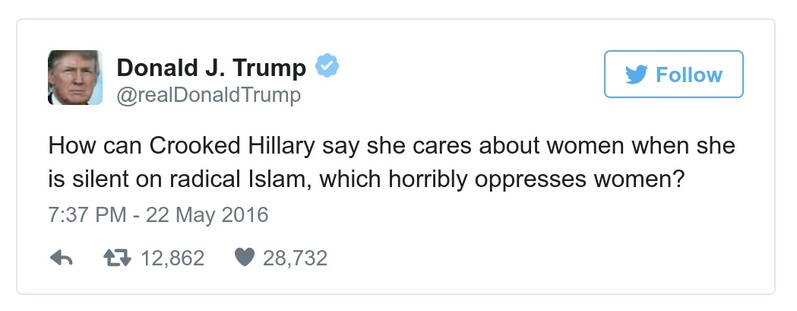 Donald J. Trump
@realDonaldTrump
Follow
How can Crooked Hillary say she cares about women when she
is silent on radical Islam, which horribly oppresses women?
7:37 PM - 22 May 2016
12,862 28,732